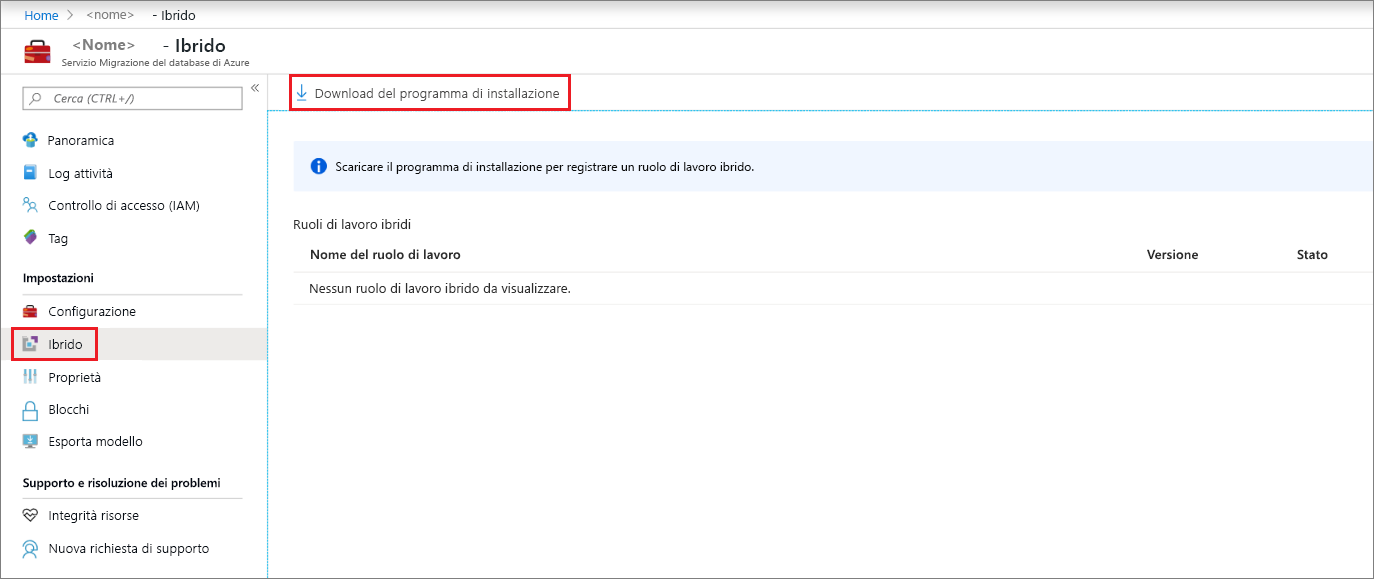 Home > <nome> - Ibrido
<Nome> - Ibrido
Servizio Migrazione del database di Azure
Cerca (CTRL+/)
«
Panoramica
Log attività
Controllo di accesso (IAM)
Tag
Impostazioni
Configurazione
Ibrido
Proprietà
Blocchi
Esporta modello
Supporto e risoluzione dei problemi
Integrità risorse
Nuova richiesta di supporto
Download del programma di installazione
Scaricare il programma di installazione per registrare un ruolo di lavoro ibrido.
Ruoli di lavoro ibridi
Nome del ruolo di lavoro Versione Stato
Nessun ruolo di lavoro ibrido da visualizzare.